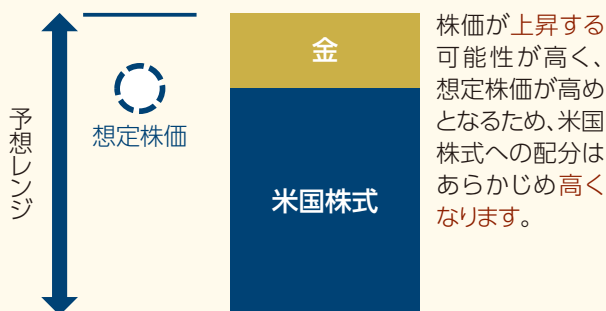 予想レンジ
想定株価
金
米国株式
株価が上昇する
可能性が高く、
想定株価が高め
となるため、米国
株式への配分は
あらかじめ高く
なります。